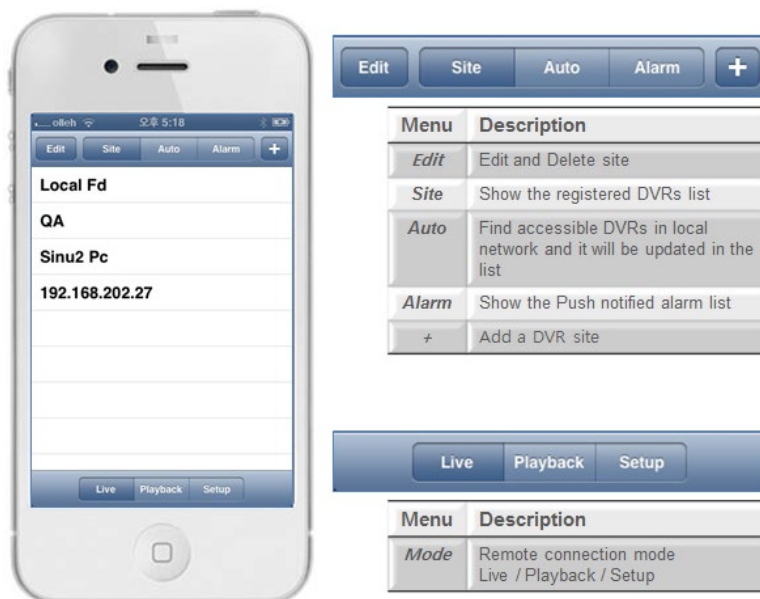 olleh 오후 5:18
Edit Site Auto Alarm +
Local Fd
QA
Sinu2 Pc
192.168.202.27
Live Playback Setup
Edit Site Auto Alarm +
Menu Description
Edit Edit and Delete site
Site Show the registered DVRs list
Auto Find accessible DVRs in local
network and it will be updated in the
list
Alarm Show the Push notified alarm list
+ Add a DVR site
Live Playback Setup
Menu Description
Mode Remote connection mode
Live / Playback / Setup